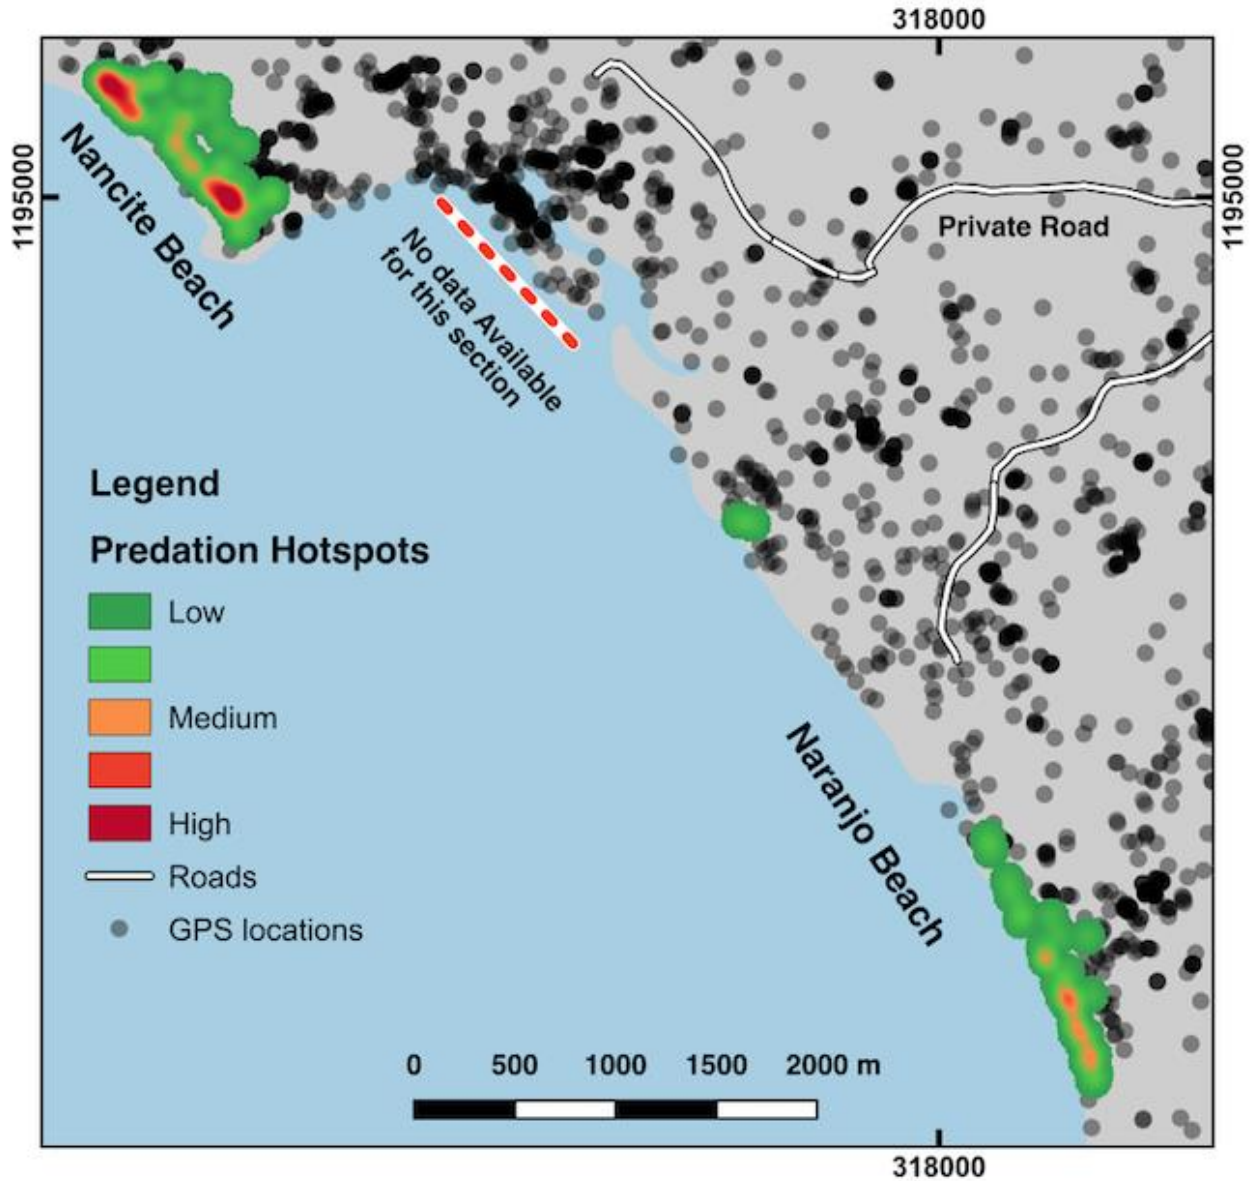 318000
1195000
1195000
Nancite Beach
Private Road
No data Available
for this section
Legend
Predation Hotspots
Low
Medium
High
Roads
GPS locations
Naranjo Beach
0 500 1000 1500 2000 m
318000